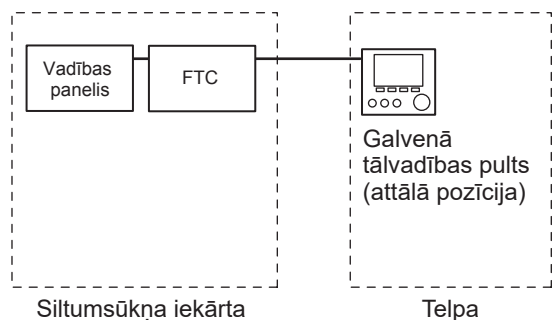 Vadības
panelis
FTC
Galvenā
tālvadības pults
(attālā pozīcija)
Siltumsūkņa iekārta
Telpa